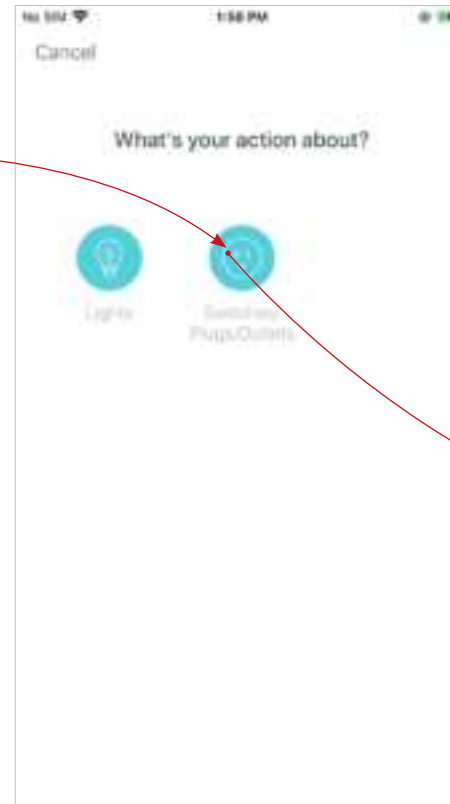 No SIM 1:58 PM
Cancel
What's your action about?
Lights
Switches/
Plugs/Outlets